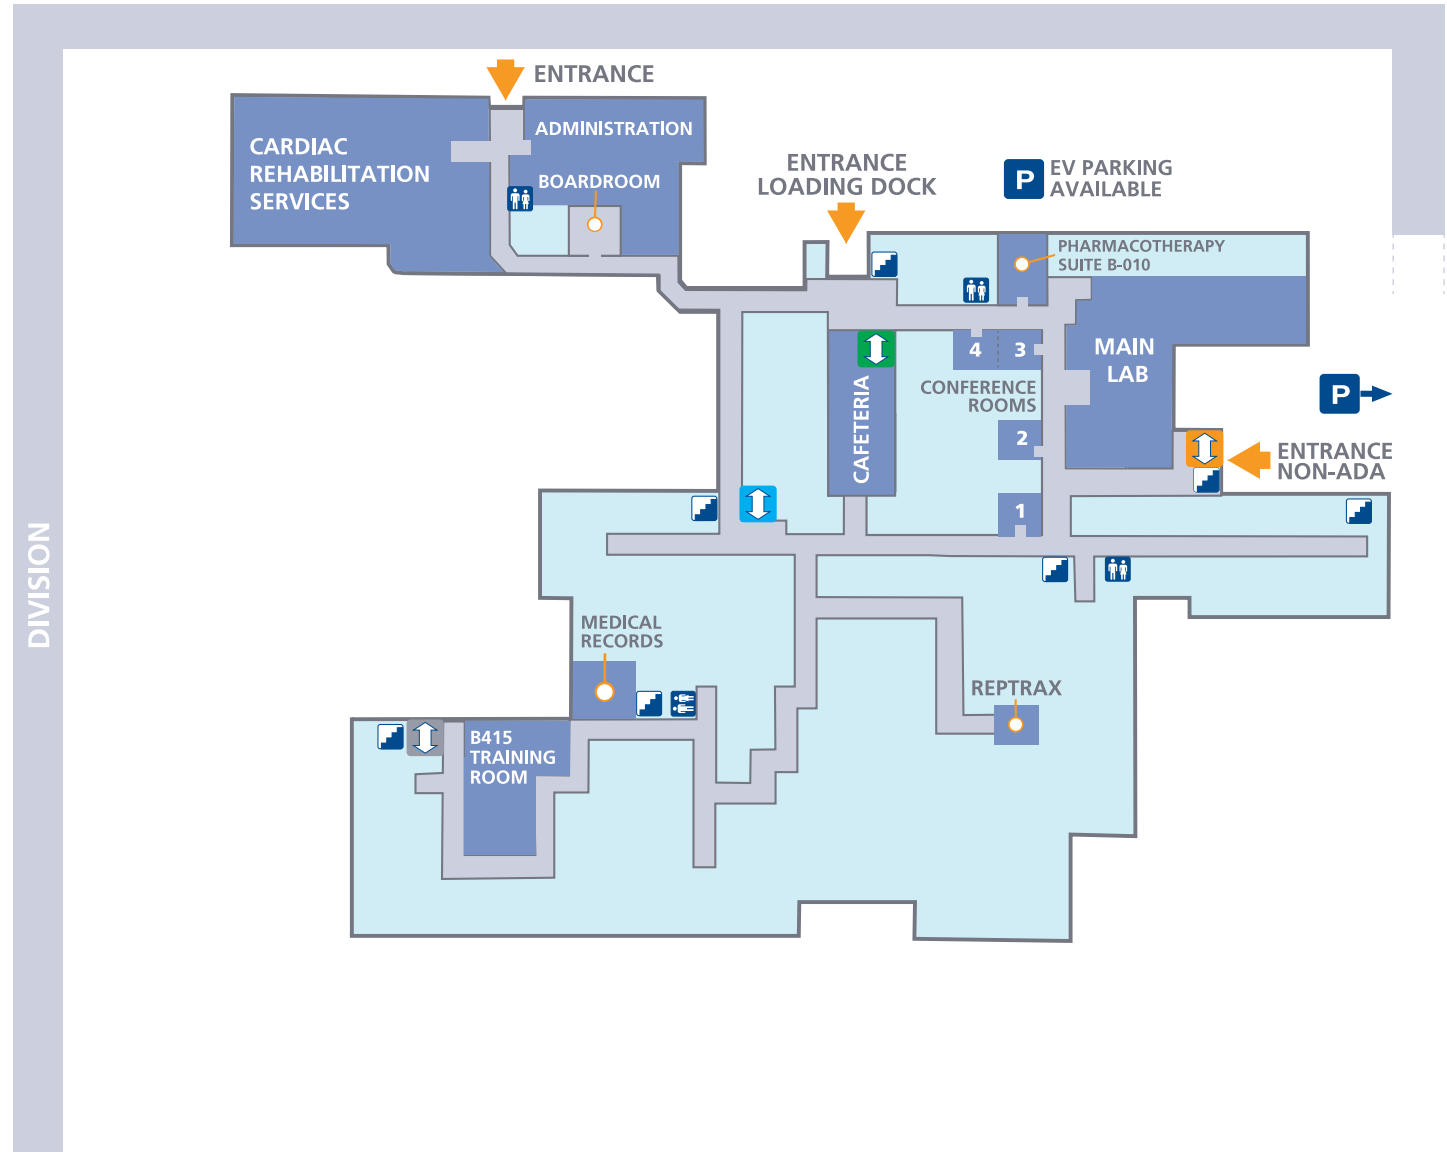 ENTRANCE
ADMINISTRATION
CARDIAC
REHABILITATION
SERVICES
BOARDROOM
ENTRANCE
LOADING DOCK
P
EV PARKING
AVAILABLE
PHARMACOTHERAPY
SUITE B-010
4
3
MAIN
LAB
CONFERENCE
ROOMS
P
CAFETERIA
2
ENTRANCE
NON-ADA
1
DIVISION
MEDICAL
RECORDS
REPTRAX
B415
TRAINING
ROOM